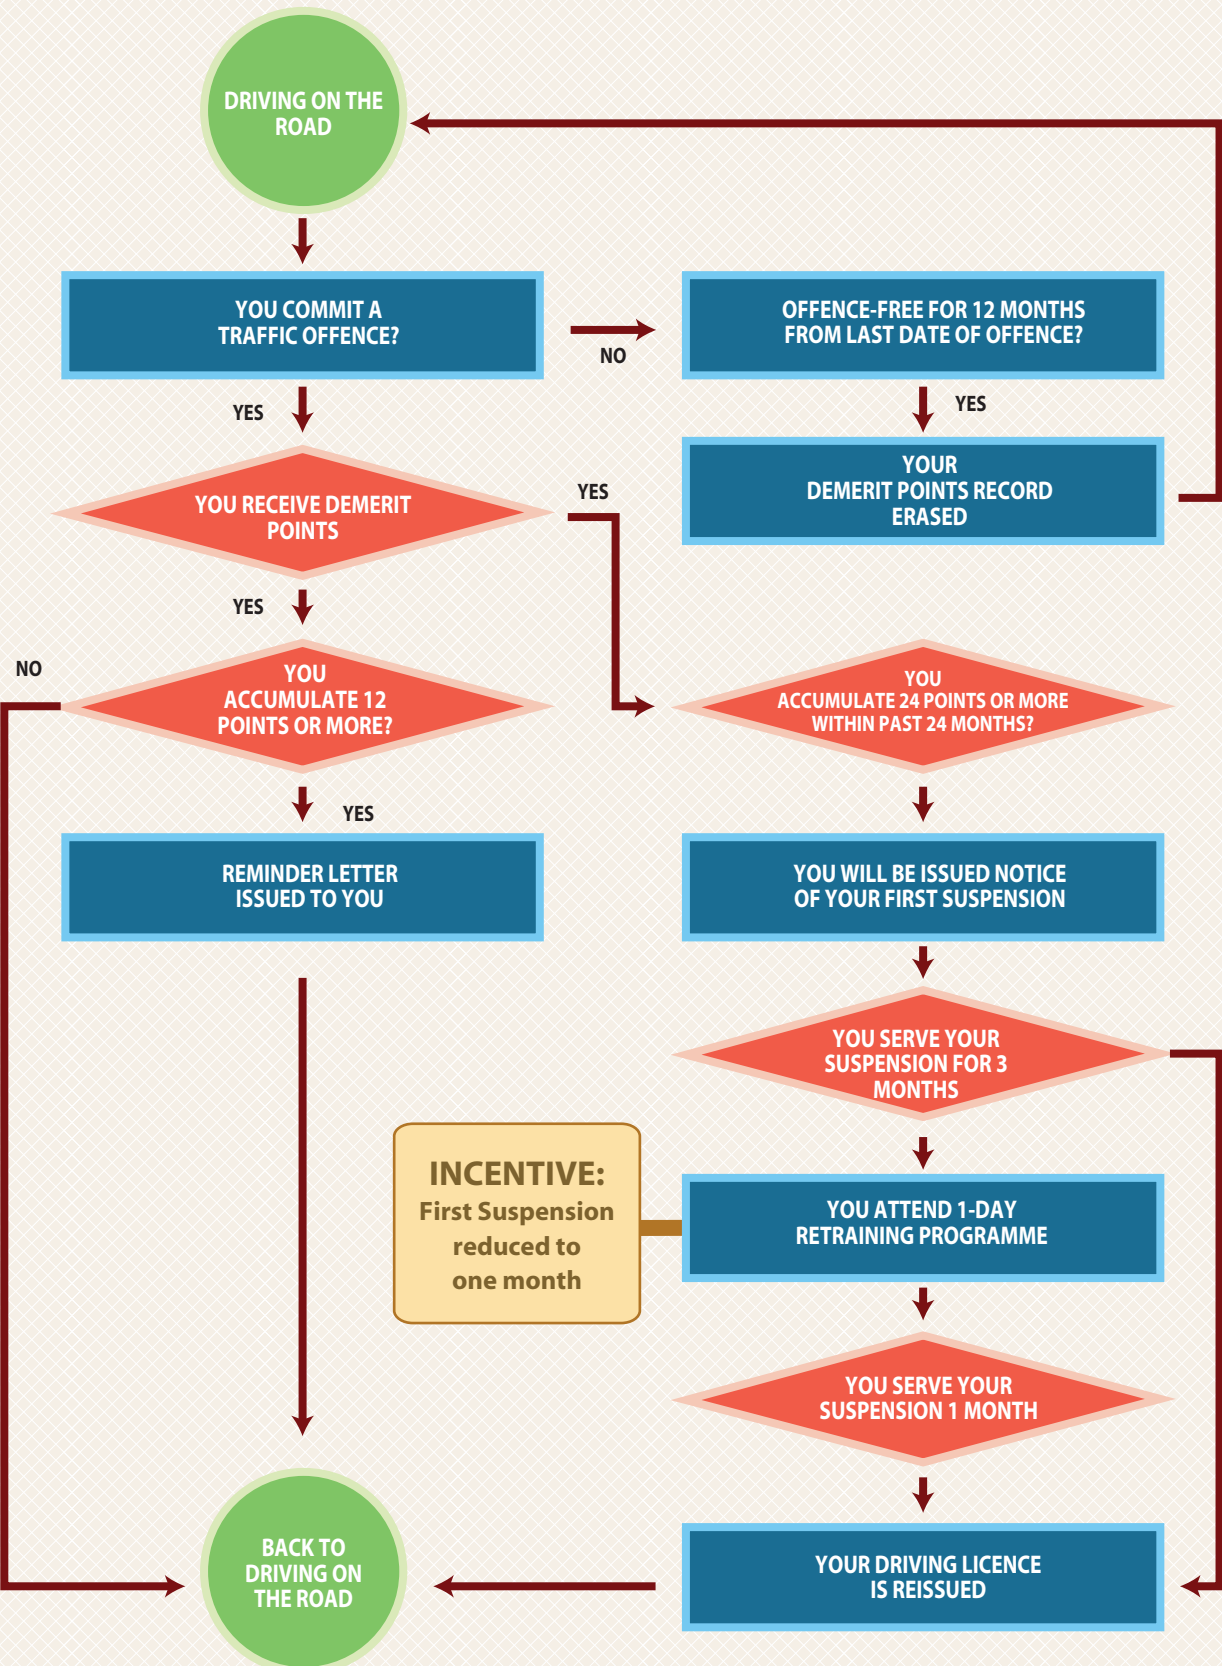 DRIVING ON THE
ROAD
YOU COMMIT A
TRAFFIC OFFENCE?
NO
OFFENCE-FREE FOR 12 MONTHS
FROM LAST DATE OF OFFENCE?
YES
YES
YOUR
DEMERIT POINTS RECORD
ERASED
YOU RECEIVE DEMERIT
POINTS
YES
YES
NO
YOU
ACCUMULATE 12
POINTS OR MORE?
YOU
ACCUMULATE 24 POINTS OR MORE
WITHIN PAST 24 MONTHS?
YES
REMINDER LETTER
ISSUED TO YOU
YOU WILL BE ISSUED NOTICE
OF YOUR FIRST SUSPENSION
YOU SERVE YOUR
SUSPENSION FOR 3
MONTHS
INCENTIVE:
First Suspension
reduced to
one month
YOU ATTEND 1-DAY
RETRAINING PROGRAMME
YOU SERVE YOUR
SUSPENSION 1 MONTH
BACK TO
DRIVING ON
THE ROAD
YOUR DRIVING LICENCE
IS REISSUED